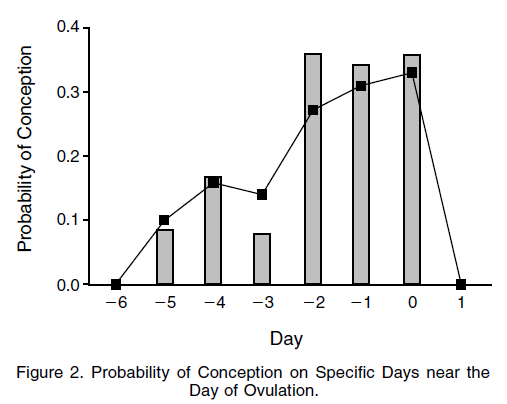 0.4
0.3
0.2
0.1
0.0
Probability of Conception
−6 −5 −4 −3 −2 −1 0 1
Day
Figure 2. Probability of Conception on Specific Days near the
Day of Ovulation.